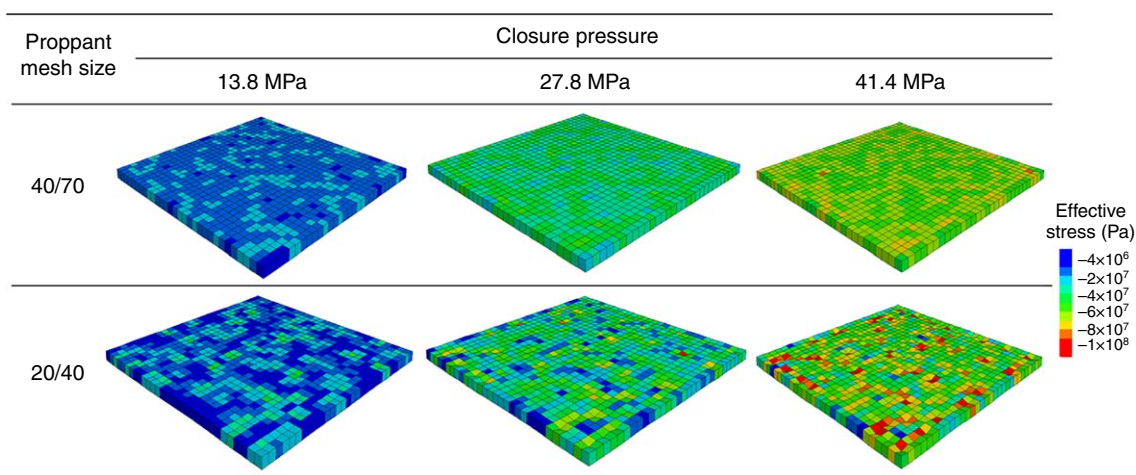 Proppant
mesh size
Closure pressure
13.8 MPa
27.8 MPa
41.4 MPa
40/70
20/40
Effective
stress (Pa)
–4×10⁶
–2×10⁷
–4×10⁷
–6×10⁷
–8×10⁷
–1×10⁸